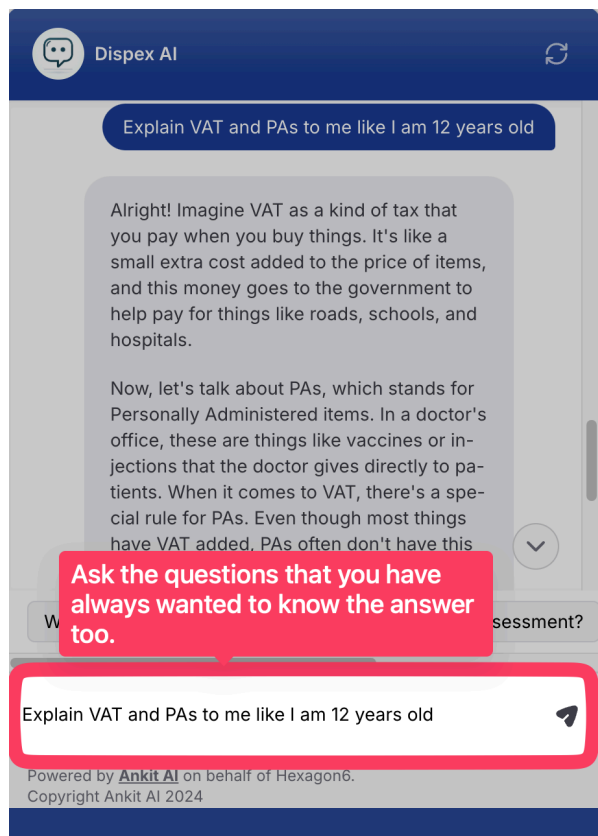 Dispex AI
Explain VAT and PAs to me like I am 12 years old
Alright! Imagine VAT as a kind of tax that
you pay when you buy things. It's like a
small extra cost added to the price of items,
and this money goes to the government to
help pay for things like roads, schools, and
hospitals.
Now, let's talk about PAs, which stands for
Personally Administered items. In a doctor's
office, these are things like vaccines or in-
jections that the doctor gives directly to pa-
tients. When it comes to VAT, there's a spe-
cial rule for PAs. Even though most things
have VAT added, PAs often don't have this
Ask the questions that you have
always wanted to know the answer
too.
sessment?
Explain VAT and PAs to me like I am 12 years old
Powered by Ankit AI on behalf of Hexagon6.
Copyright Ankit AI 2024